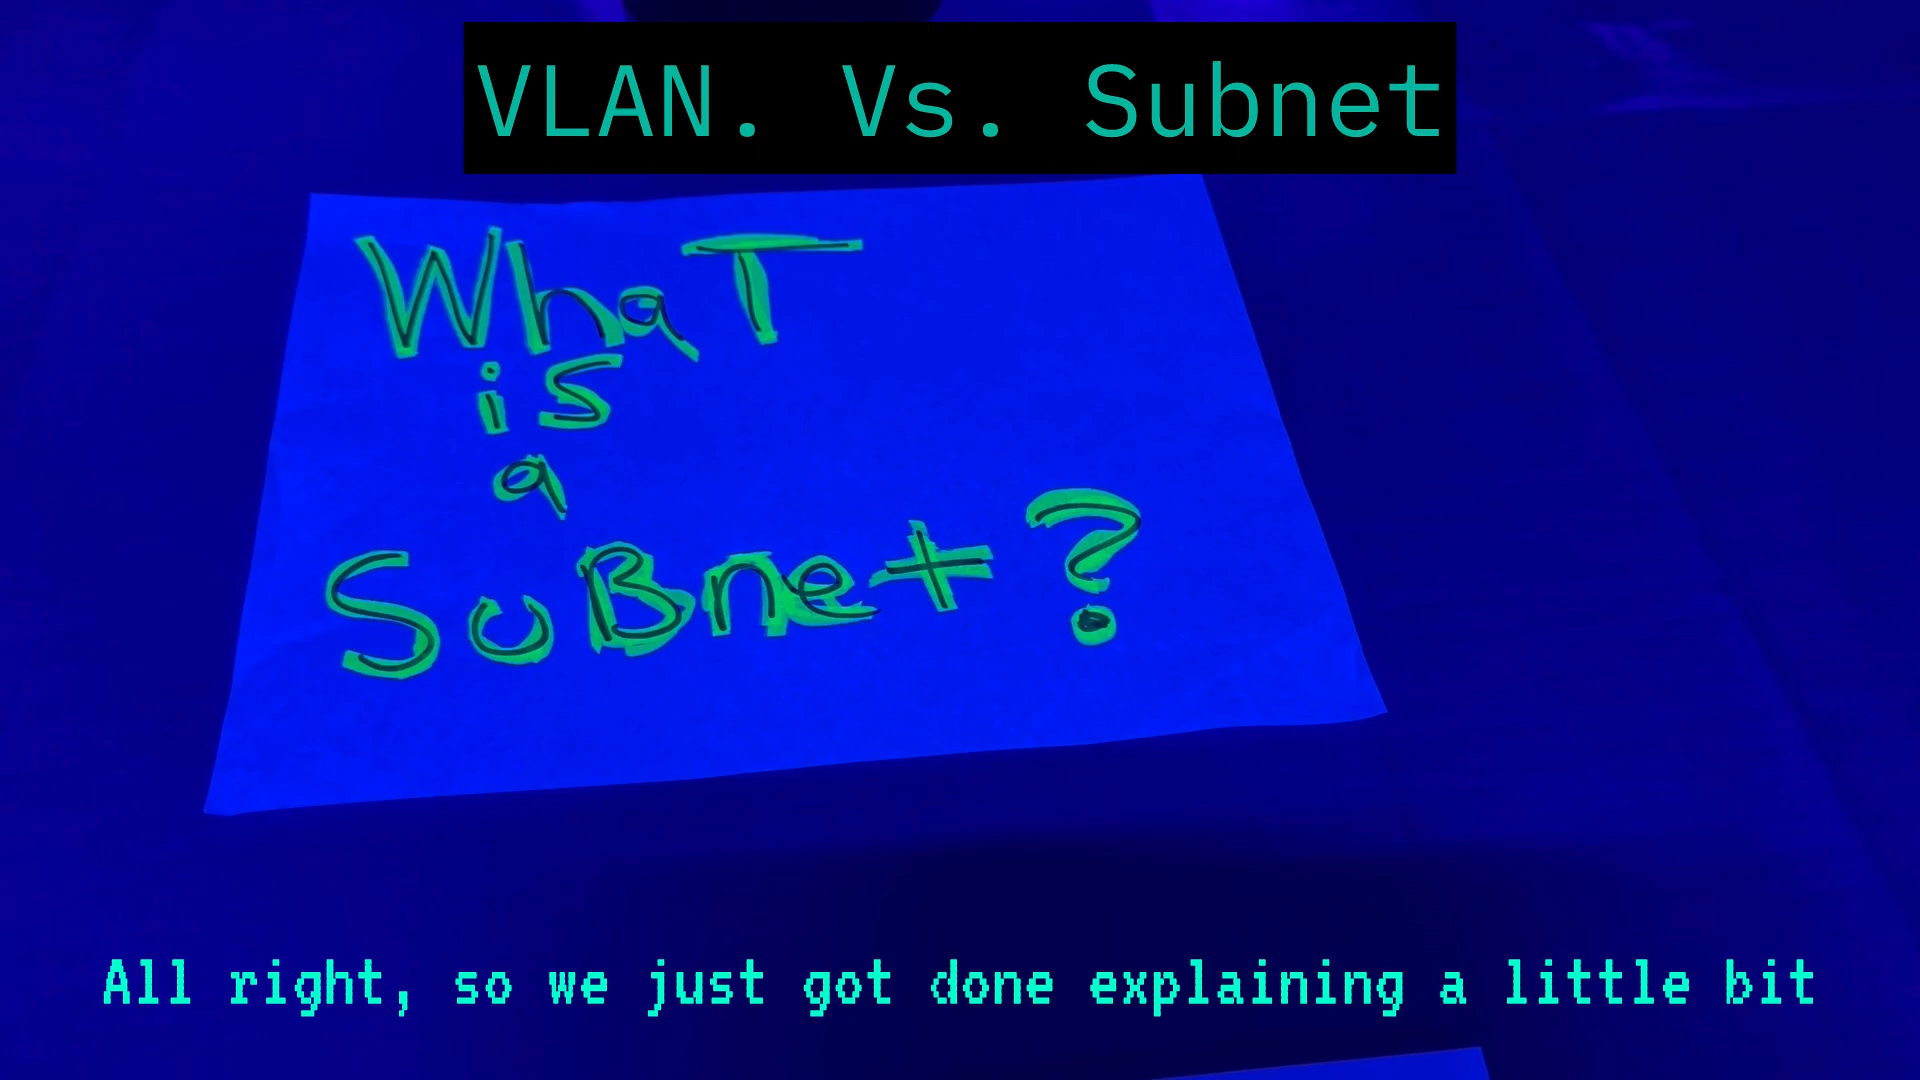 VLAN. Vs. Subnet
WhaT
is
a
SuBnet?
All right, so we just got done explaining a little bit